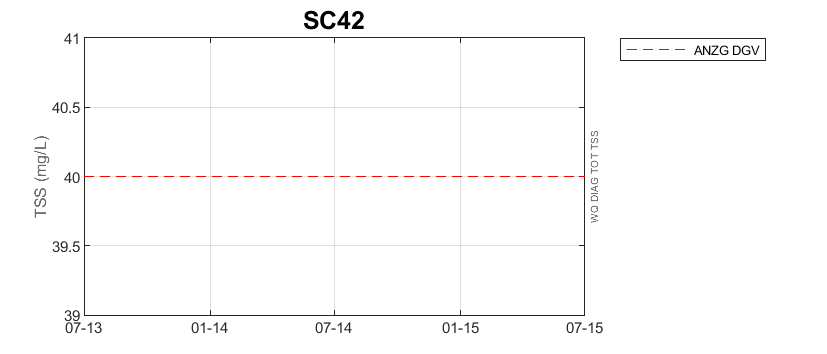 SC42
41
40.5
40
39.5
39
TSS (mg/L)
07-13
01-14
07-14
01-15
07-15
WQ DIAG TOT TSS
ANZG DGV